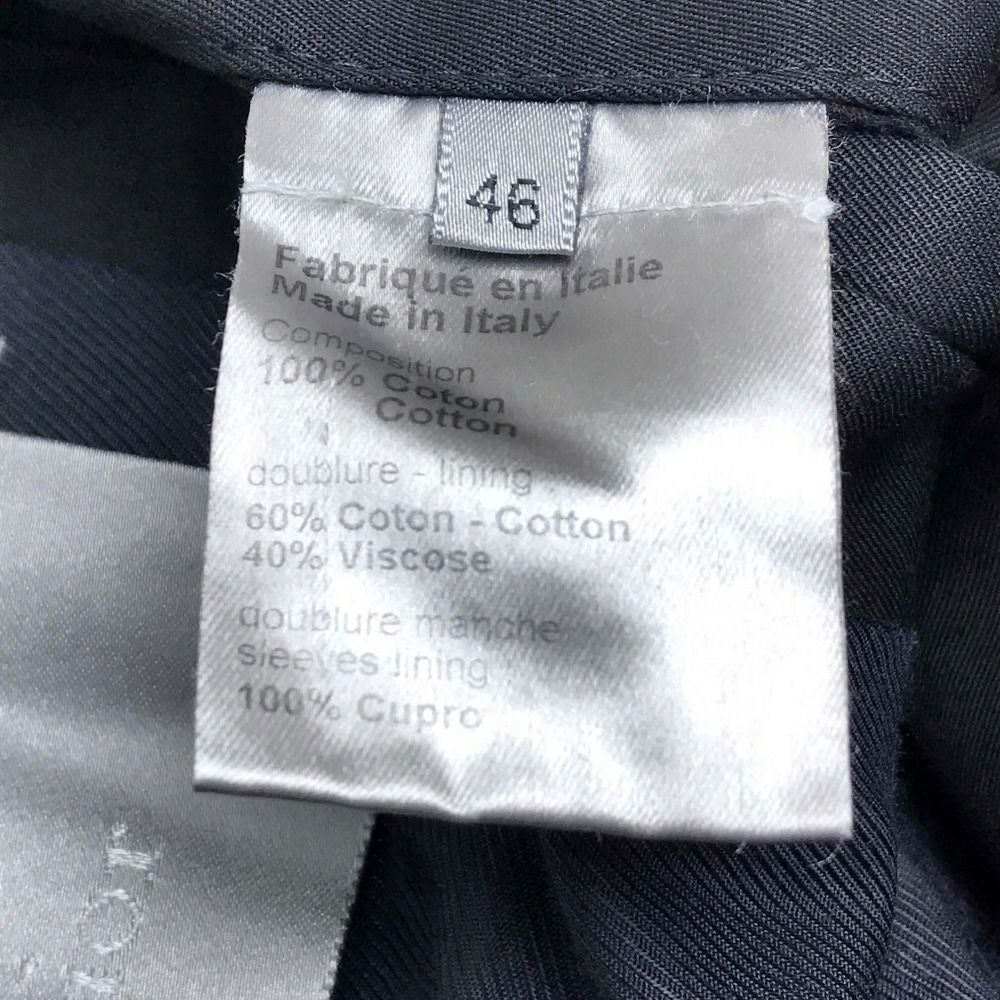 46
Fabriqué en Italie
Made in Italy
Composition
100% Coton
Cotton
doublure - lining
60% Coton - Cotton
40% Viscose
doublure manche
sleeves lining
100% Cupro